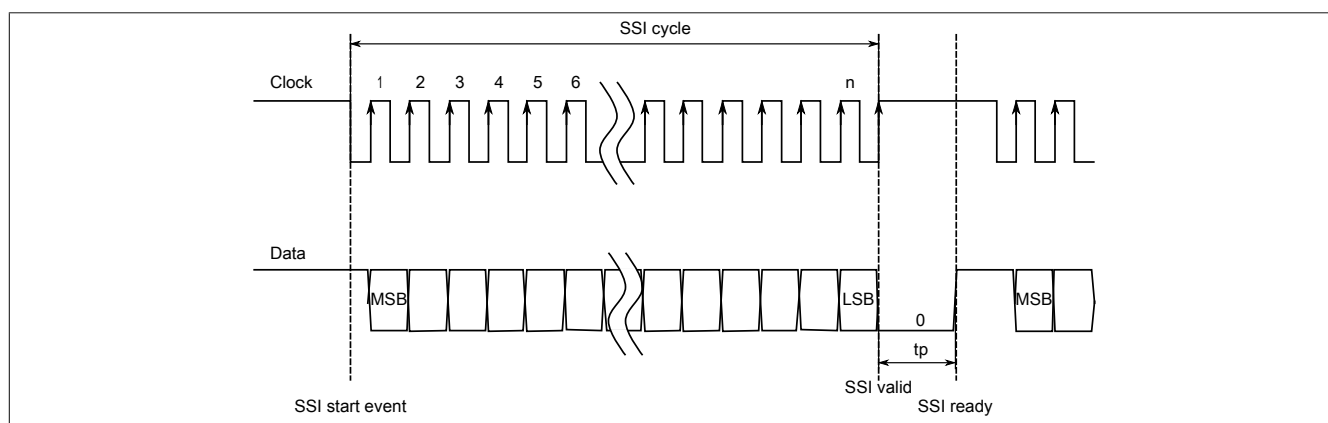 SSI cycle
Clock 1 2 3 4 5 6 n
Data
MSB LSB 0 MSB
tp
SSI valid
SSI start event SSI ready